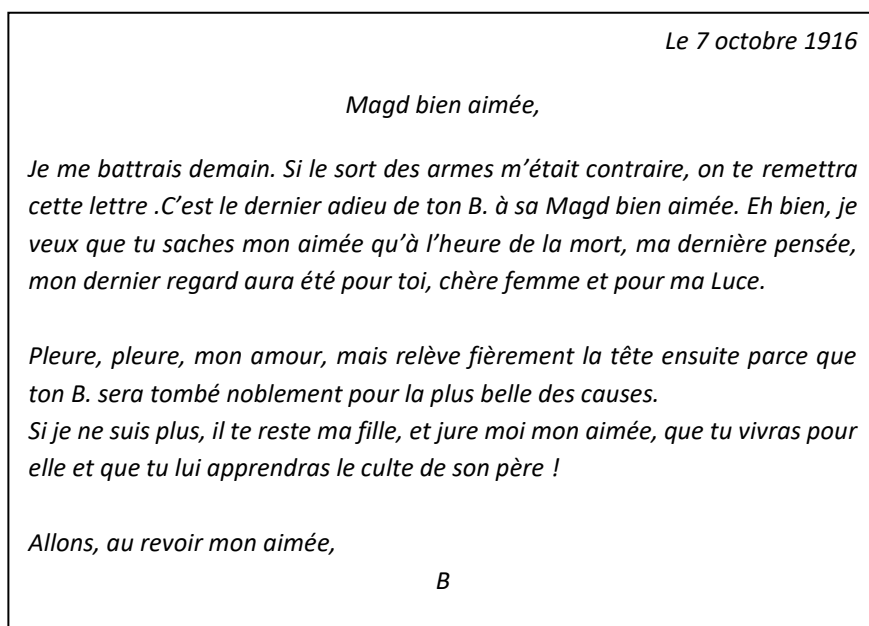 Le 7 octobre 1916
Magd bien aimée,
Je me battrais demain. Si le sort des armes m’était contraire, on te remettra
cette lettre .C’est le dernier adieu de ton B. à sa Magd bien aimée. Eh bien, je
veux que tu saches mon aimée qu’à l’heure de la mort, ma dernière pensée,
mon dernier regard aura été pour toi, chère femme et pour ma Luce.
Pleure, pleure, mon amour, mais relève fièrement la tête ensuite parce que
ton B. sera tombé noblement pour la plus belle des causes.
Si je ne suis plus, il te reste ma fille, et jure moi mon aimée, que tu vivras pour
elle et que tu lui apprendras le culte de son père !
Allons, au revoir mon aimée,
B